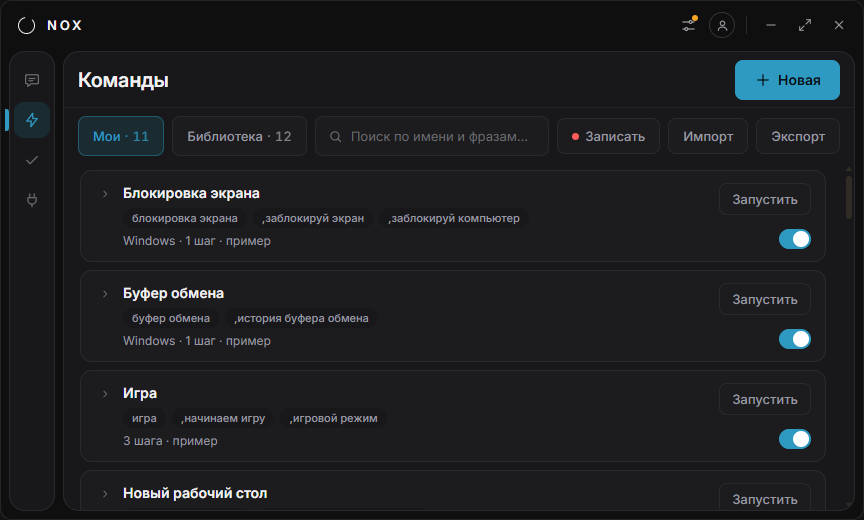 NOX
Команды
Новая
Мои · 11
Библиотека · 12
Поиск по имени и фразам...
Записать
Импорт
Экспорт
Блокировка экрана
Запустить
блокировка экрана ,заблокируй экран ,заблокируй компьютер
Windows · 1 шаг · пример
Буфер обмена
Запустить
буфер обмена ,история буфера обмена
Windows · 1 шаг · пример
Игра
Запустить
игра ,начинаем игру ,игровой режим
3 шага · пример
Новый рабочий стол
Запустить